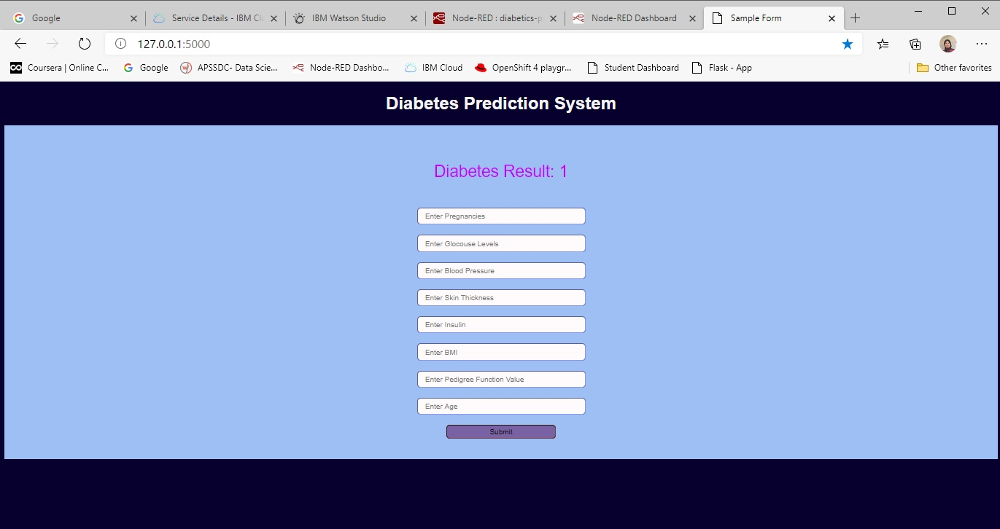 Google
Service Details - IBM Clo
IBM Watson Studio
Node-RED : diabetics-p
Node-RED Dashboard
Sample Form
127.0.0.1:5000
Coursera | Online C...
Google
APSSDC- Data Scie...
Node-RED Dashbo...
IBM Cloud
OpenShift 4 playgr...
Student Dashboard
Flask - App
Other favorites
Diabetes Prediction System
Diabetes Result: 1
Enter Pregnancies
Enter Glocouse Levels
Enter Blood Pressure
Enter Skin Thickness
Enter Insulin
Enter BMI
Enter Pedigree Function Value
Enter Age
Submit